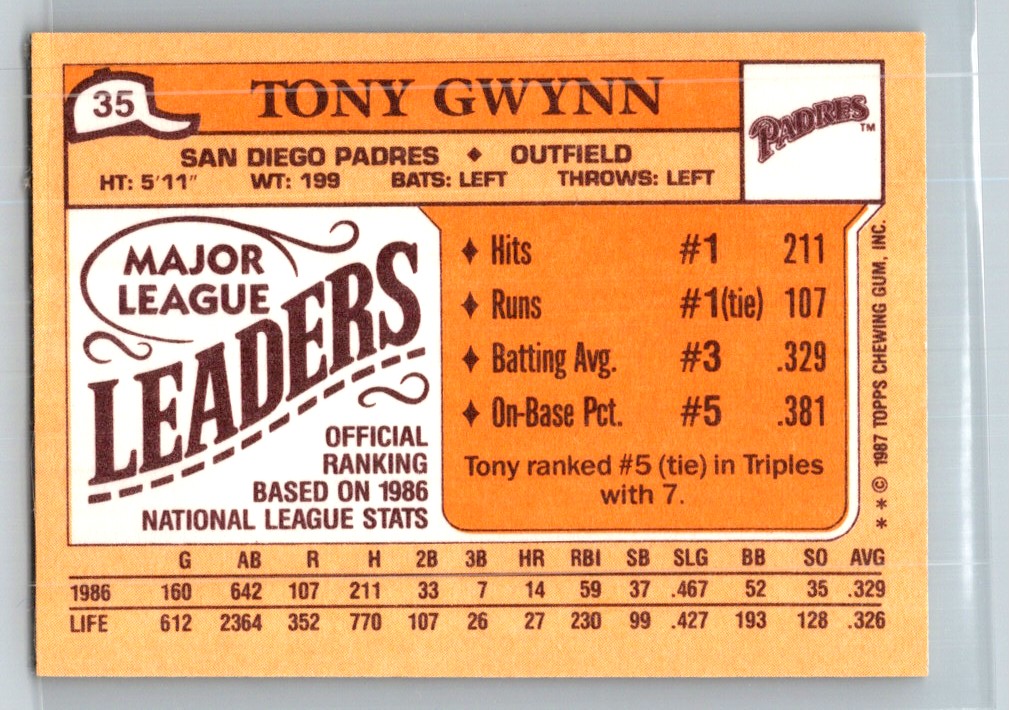 35
TONY GWYNN
PADRES
TM
SAN DIEGO PADRES ♦ OUTFIELD
HT: 5'11" WT: 199 BATS: LEFT THROWS: LEFT
MAJOR
LEAGUE
LEADERS
OFFICIAL
RANKING
BASED ON 1986
NATIONAL LEAGUE STATS
♦ Hits #1 211
♦ Runs #1(tie) 107
♦ Batting Avg. #3 .329
♦ On-Base Pct. #5 .381
Tony ranked #5 (tie) in Triples
with 7.
* * © 1987 TOPPS CHEWING GUM, INC.
G AB R H 2B 3B HR RBI SB SLG BB SO AVG
1986 160 642 107 211 33 7 14 59 37 .467 52 35 .329
LIFE 612 2364 352 770 107 26 27 230 99 .427 193 128 .326